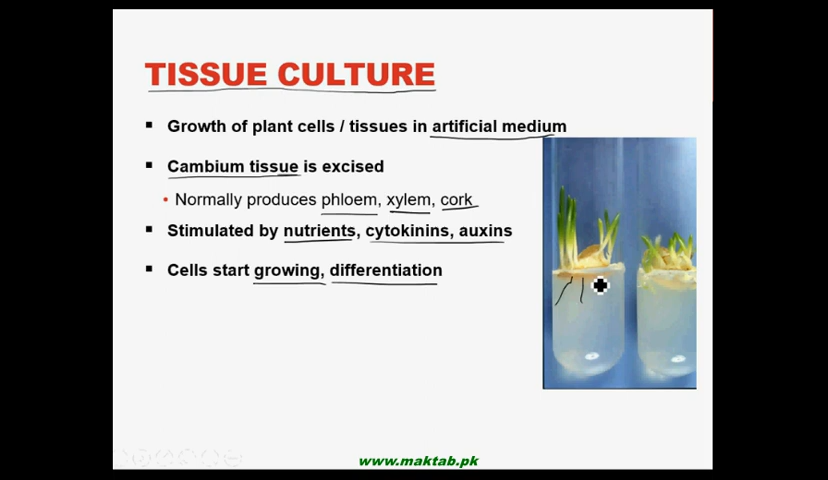 TISSUE CULTURE
Growth of plant cells / tissues in artificial medium
Cambium tissue is excised
Normally produces phloem, xylem, cork
Stimulated by nutrients, cytokinins, auxins
Cells start growing, differentiation
www.maktab.pk